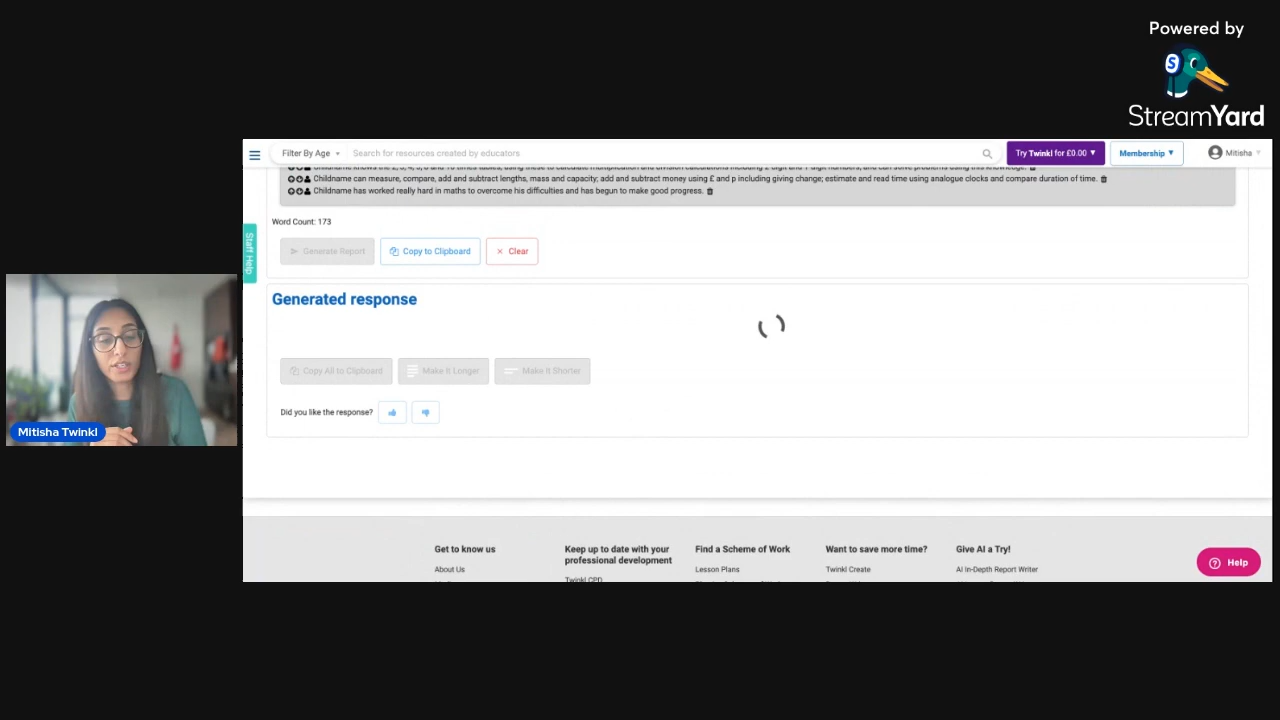 Powered by
S
StreamYard
Filter By Age
Search for resources created by educators
Try Twinkl for £0.00 ▼
Membership ▼
Mitisha
Childname can measure, compare, add and subtract lengths, mass and capacity; add and subtract money using £ and p including giving change; estimate and read time using analogue clocks and compare duration of time.
Childname has worked really hard in maths to overcome his difficulties and has begun to make good progress.
Word Count: 173
Staff Help
Generate Report
Copy to Clipboard
× Clear
Generated response
Copy All to Clipboard
Make it Longer
Make it Shorter
Did you like the response?
Mitisha Twinkl
Get to know us
Keep up to date with your
professional development
Find a Scheme of Work
Want to save more time?
Give AI a Try!
About Us
Twinkl CPD
Lesson Plans
Twinkl Create
AI In-Depth Report Writer
Help